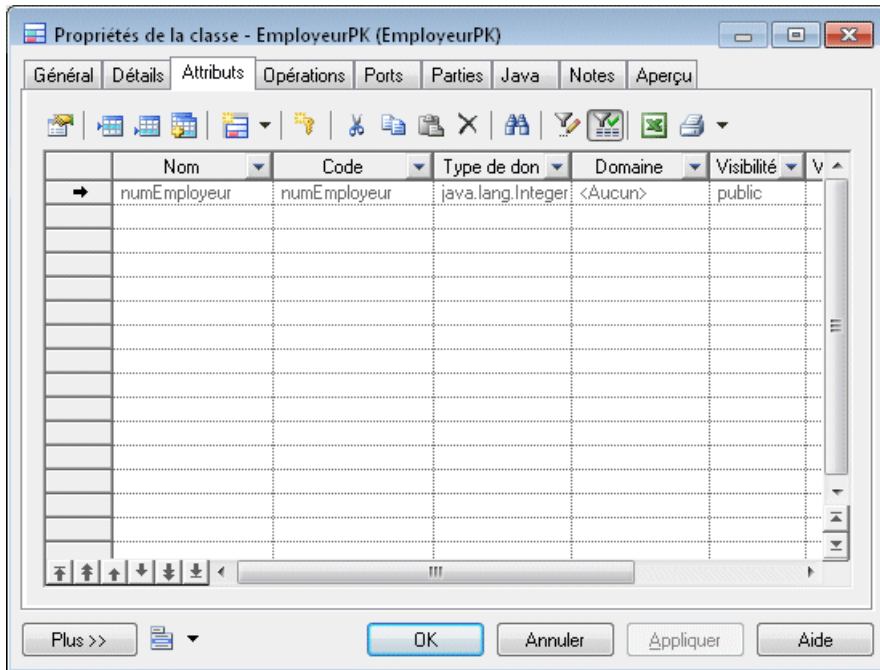 Propriétés de la classe - EmployeurPK (EmployeurPK)
Général Détails Attributs Opérations Ports Parties Java Notes Aperçu
Nom Code Type de don Domaine Visibilité V
numEmployeur numEmployeur java.lang.Integer <Aucun> public
Plus >> OK Annuler Appliquer Aide